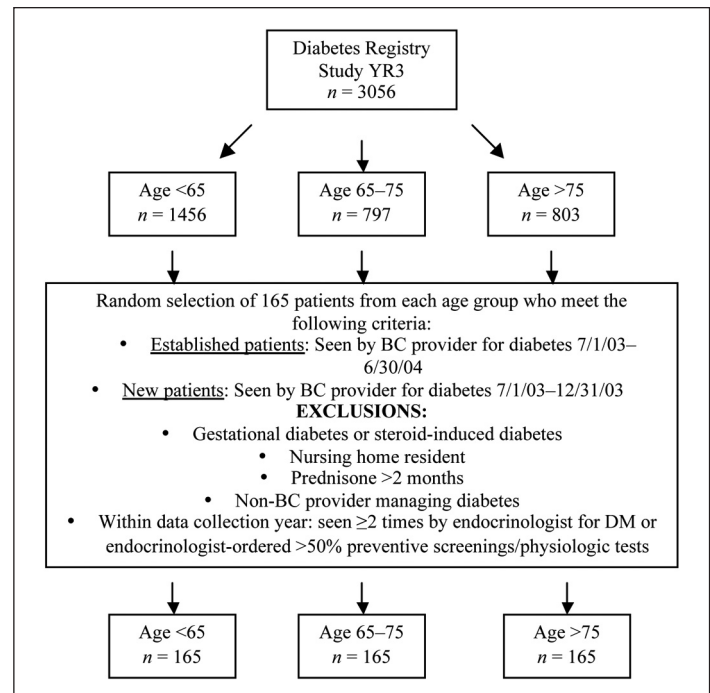 Diabetes Registry
Study YR3
n = 3056
Age <65
n = 1456
Age 65–75
n = 797
Age >75
n = 803
Random selection of 165 patients from each age group who meet the
following criteria:
• Established patients: Seen by BC provider for diabetes 7/1/03–
6/30/04
• New patients: Seen by BC provider for diabetes 7/1/03–12/31/03
EXCLUSIONS:
• Gestational diabetes or steroid-induced diabetes
• Nursing home resident
• Prednisone >2 months
• Non-BC provider managing diabetes
• Within data collection year: seen ≥2 times by endocrinologist for DM or
endocrinologist-ordered >50% preventive screenings/physiologic tests
Age <65
n = 165
Age 65–75
n = 165
Age >75
n = 165